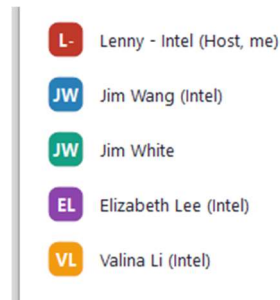 L- Lenny - Intel (Host, me)
JW Jim Wang (Intel)
JW Jim White
EL Elizabeth Lee (Intel)
VL Valina Li (Intel)